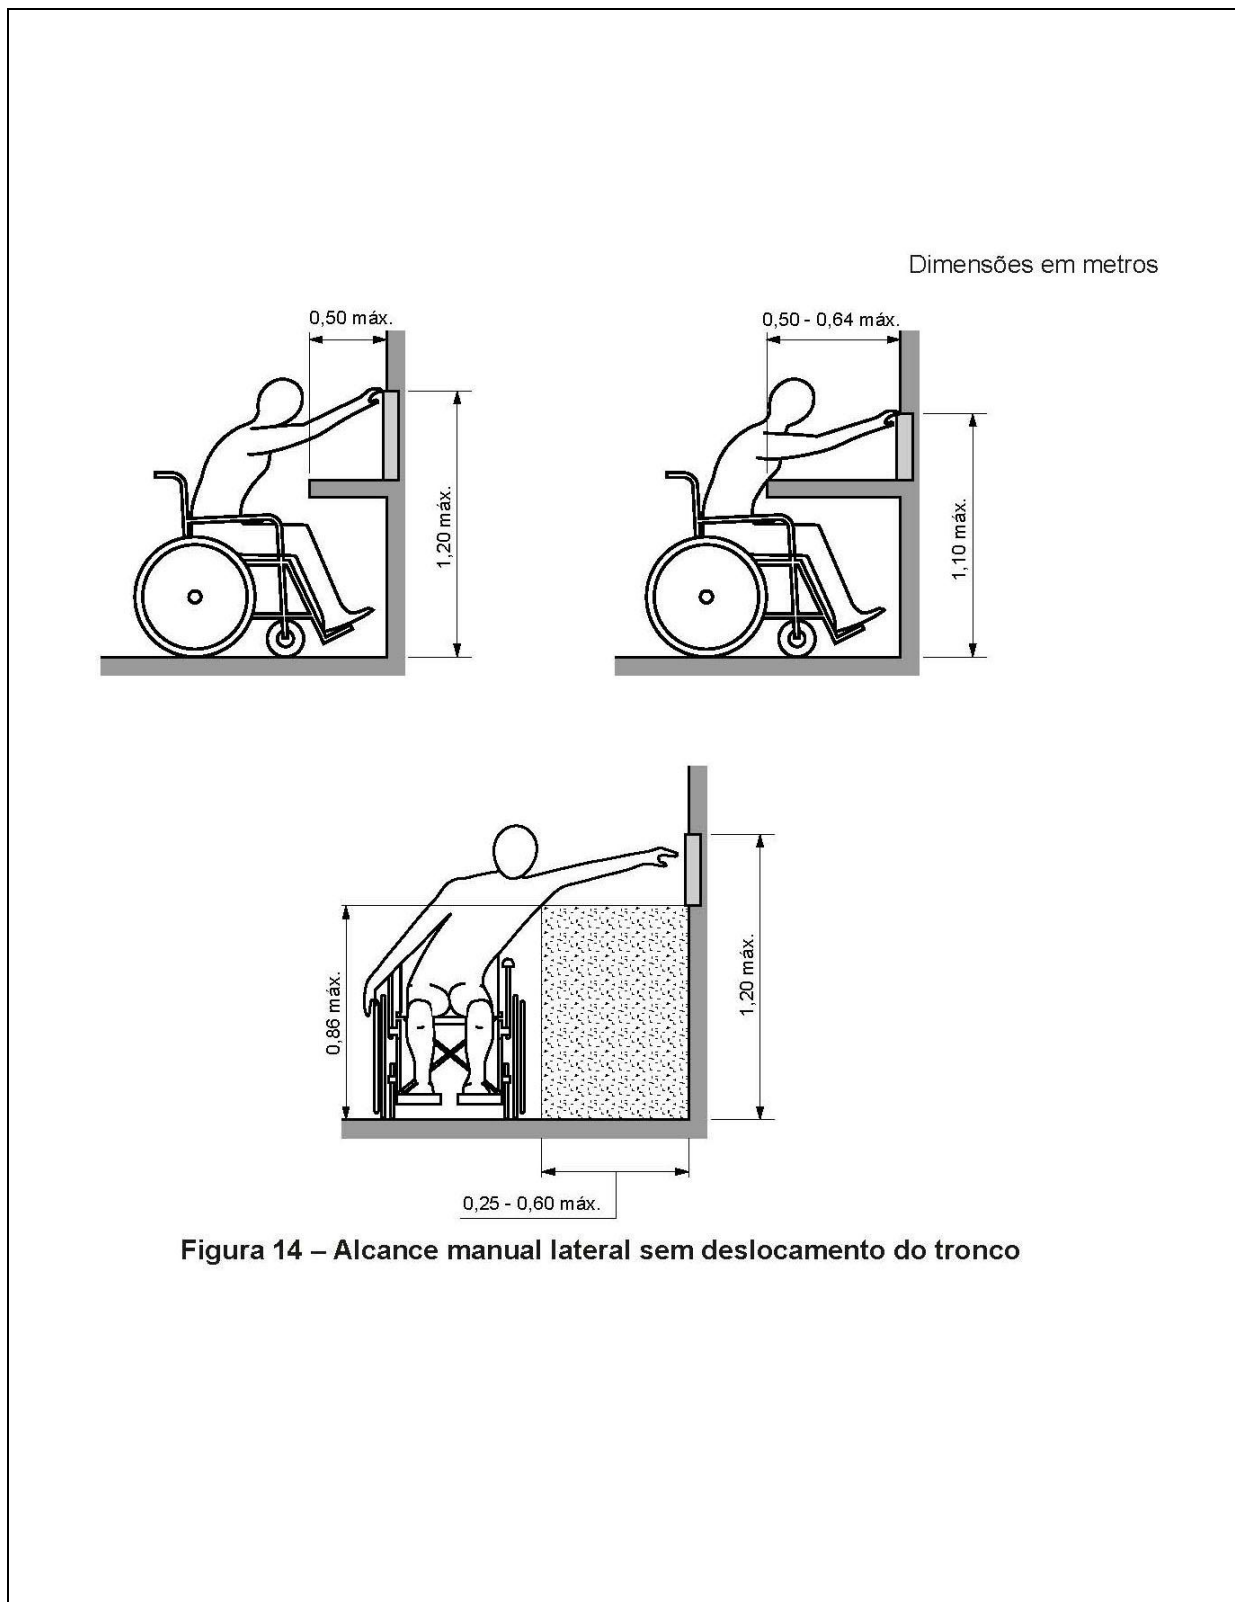 Dimensões em metros
0,50 máx.
0,50 - 0,64 máx.
1,20 máx.
1,10 máx.
0,86 máx.
1,20 máx.
0,25 - 0,60 máx.
Figura 14 – Alcance manual lateral sem deslocamento do tronco